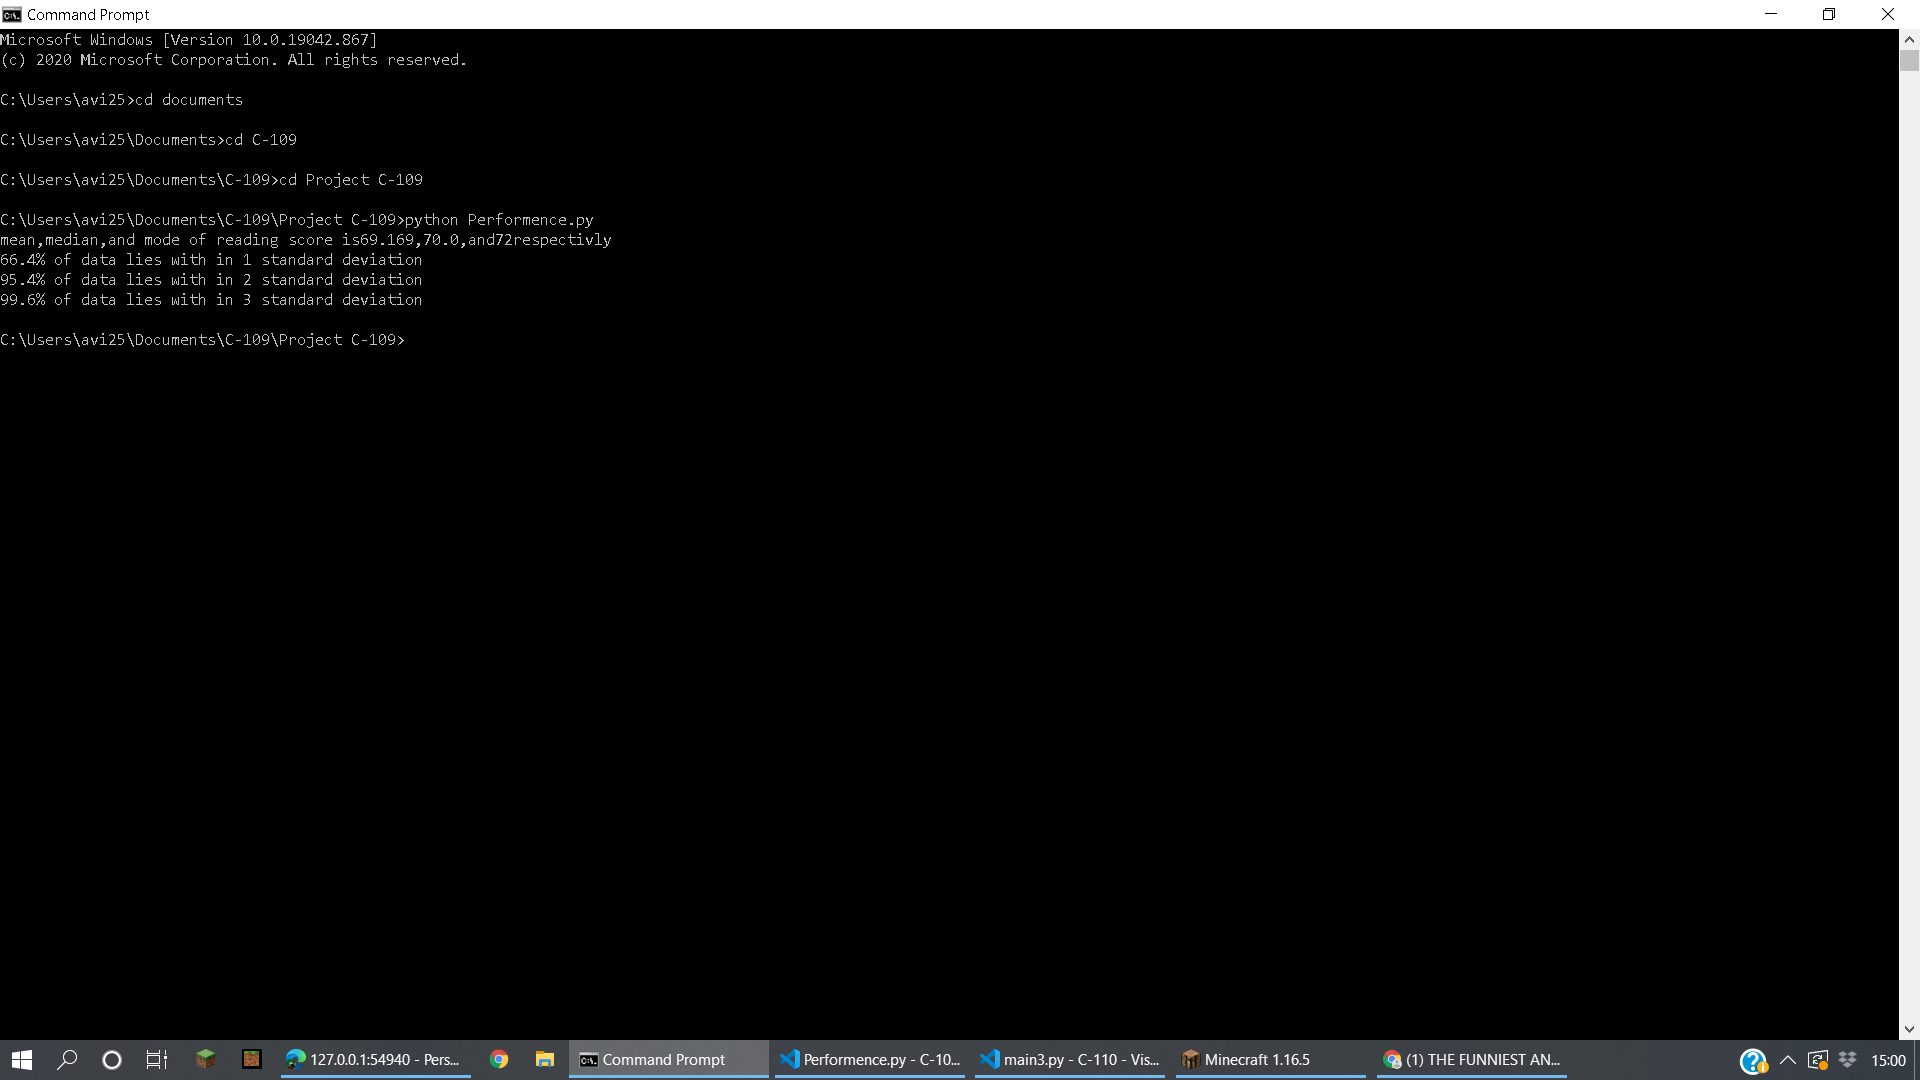 Command Prompt
Microsoft Windows [Version 10.0.19042.867]
(c) 2020 Microsoft Corporation. All rights reserved.
C:\Users\avi25>cd documents
C:\Users\avi25\Documents>cd C-109
C:\Users\avi25\Documents\C-109>cd Project C-109
C:\Users\avi25\Documents\C-109\Project C-109>python Performence.py
mean,median,and mode of reading score is69.169,70.0,and72respectivly
66.4% of data lies with in 1 standard deviation
95.4% of data lies with in 2 standard deviation
99.6% of data lies with in 3 standard deviation
C:\Users\avi25\Documents\C-109\Project C-109>
127.0.0.1:54940 - Pers... Command Prompt Performence.py - C-10... main3.py - C-110 - Vis... Minecraft 1.16.5 (1) THE FUNNIEST AN... 15:00